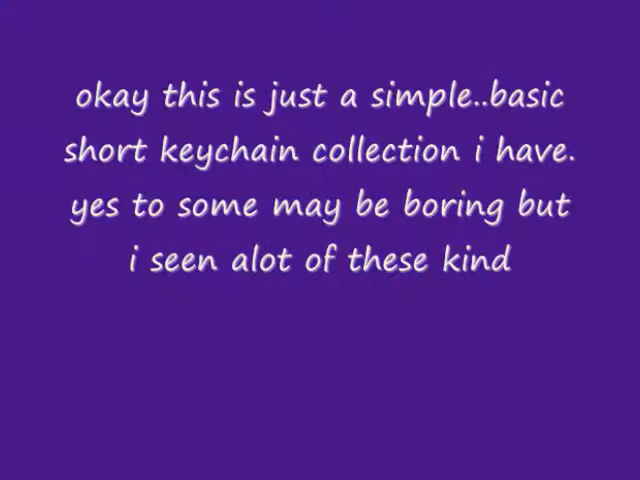 okay this is just a simple..basic
short keychain collection i have.
yes to some may be boring but
i seen alot of these kind